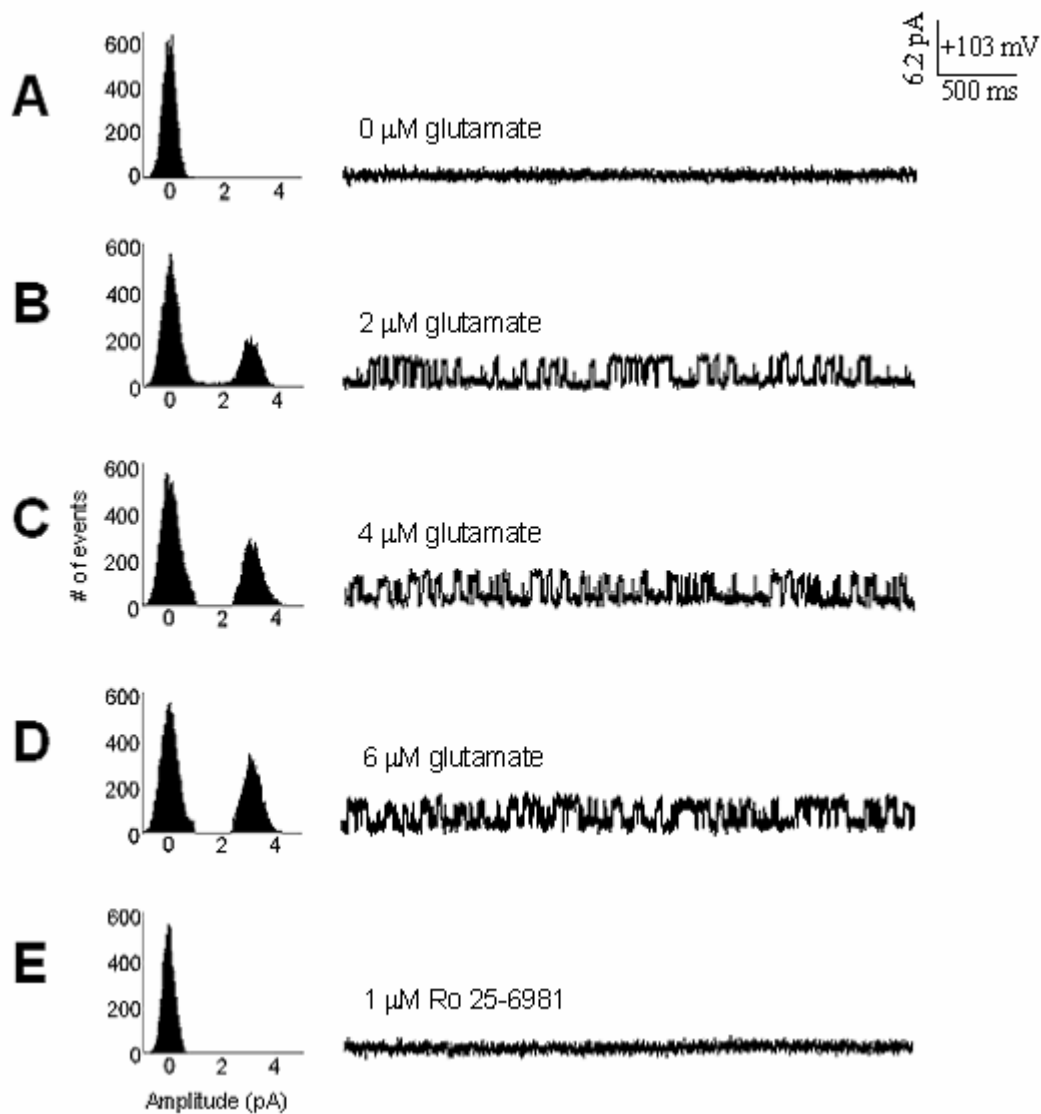 6.2 pA
+103 mV
500 ms
A
600
400
200
0
0 2 4
0 μM glutamate
B
600
400
200
0
0 2 4
2 μM glutamate
C
# of events
600
400
200
0
0 2 4
4 μM glutamate
D
600
400
200
0
0 2 4
6 μM glutamate
E
600
400
200
0
0 2 4
Amplitude (pA)
1 μM Ro 25-6981